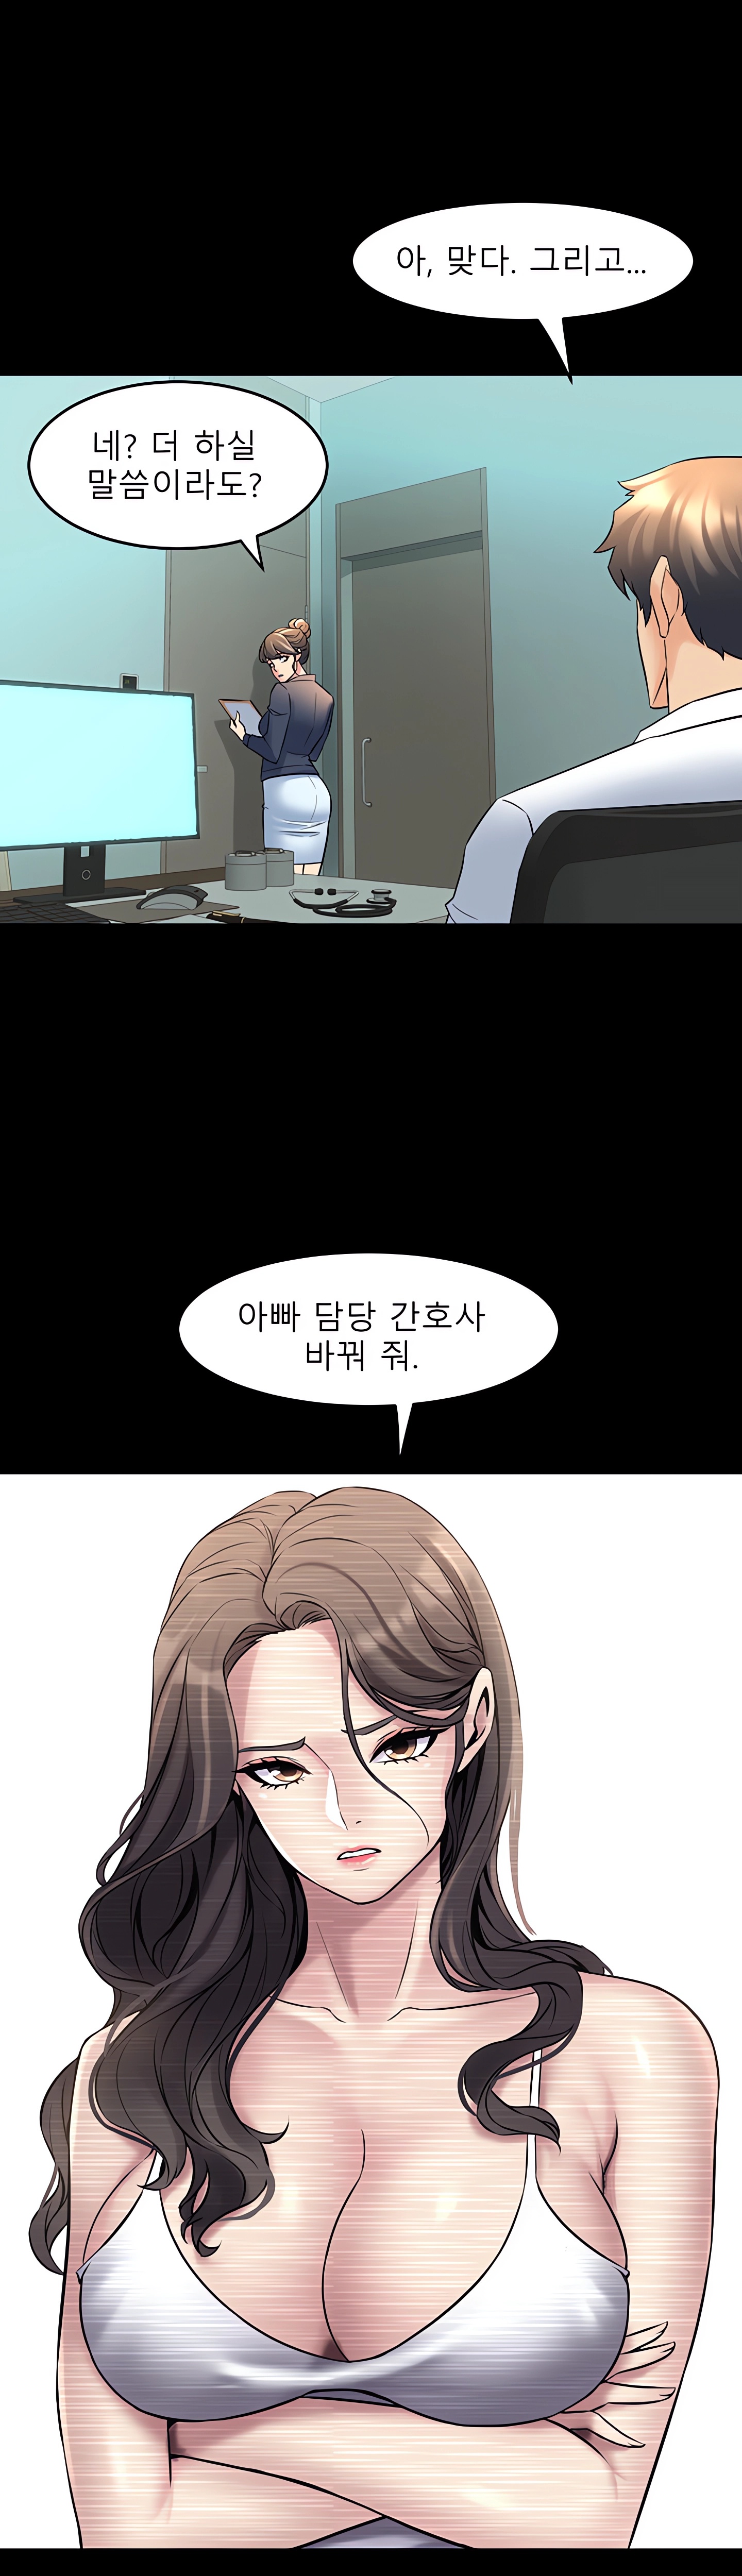 아, 맞다. 그리고...
네? 더 하실
말씀이라도?
아빠 담당 간호사
바꿔 줘.